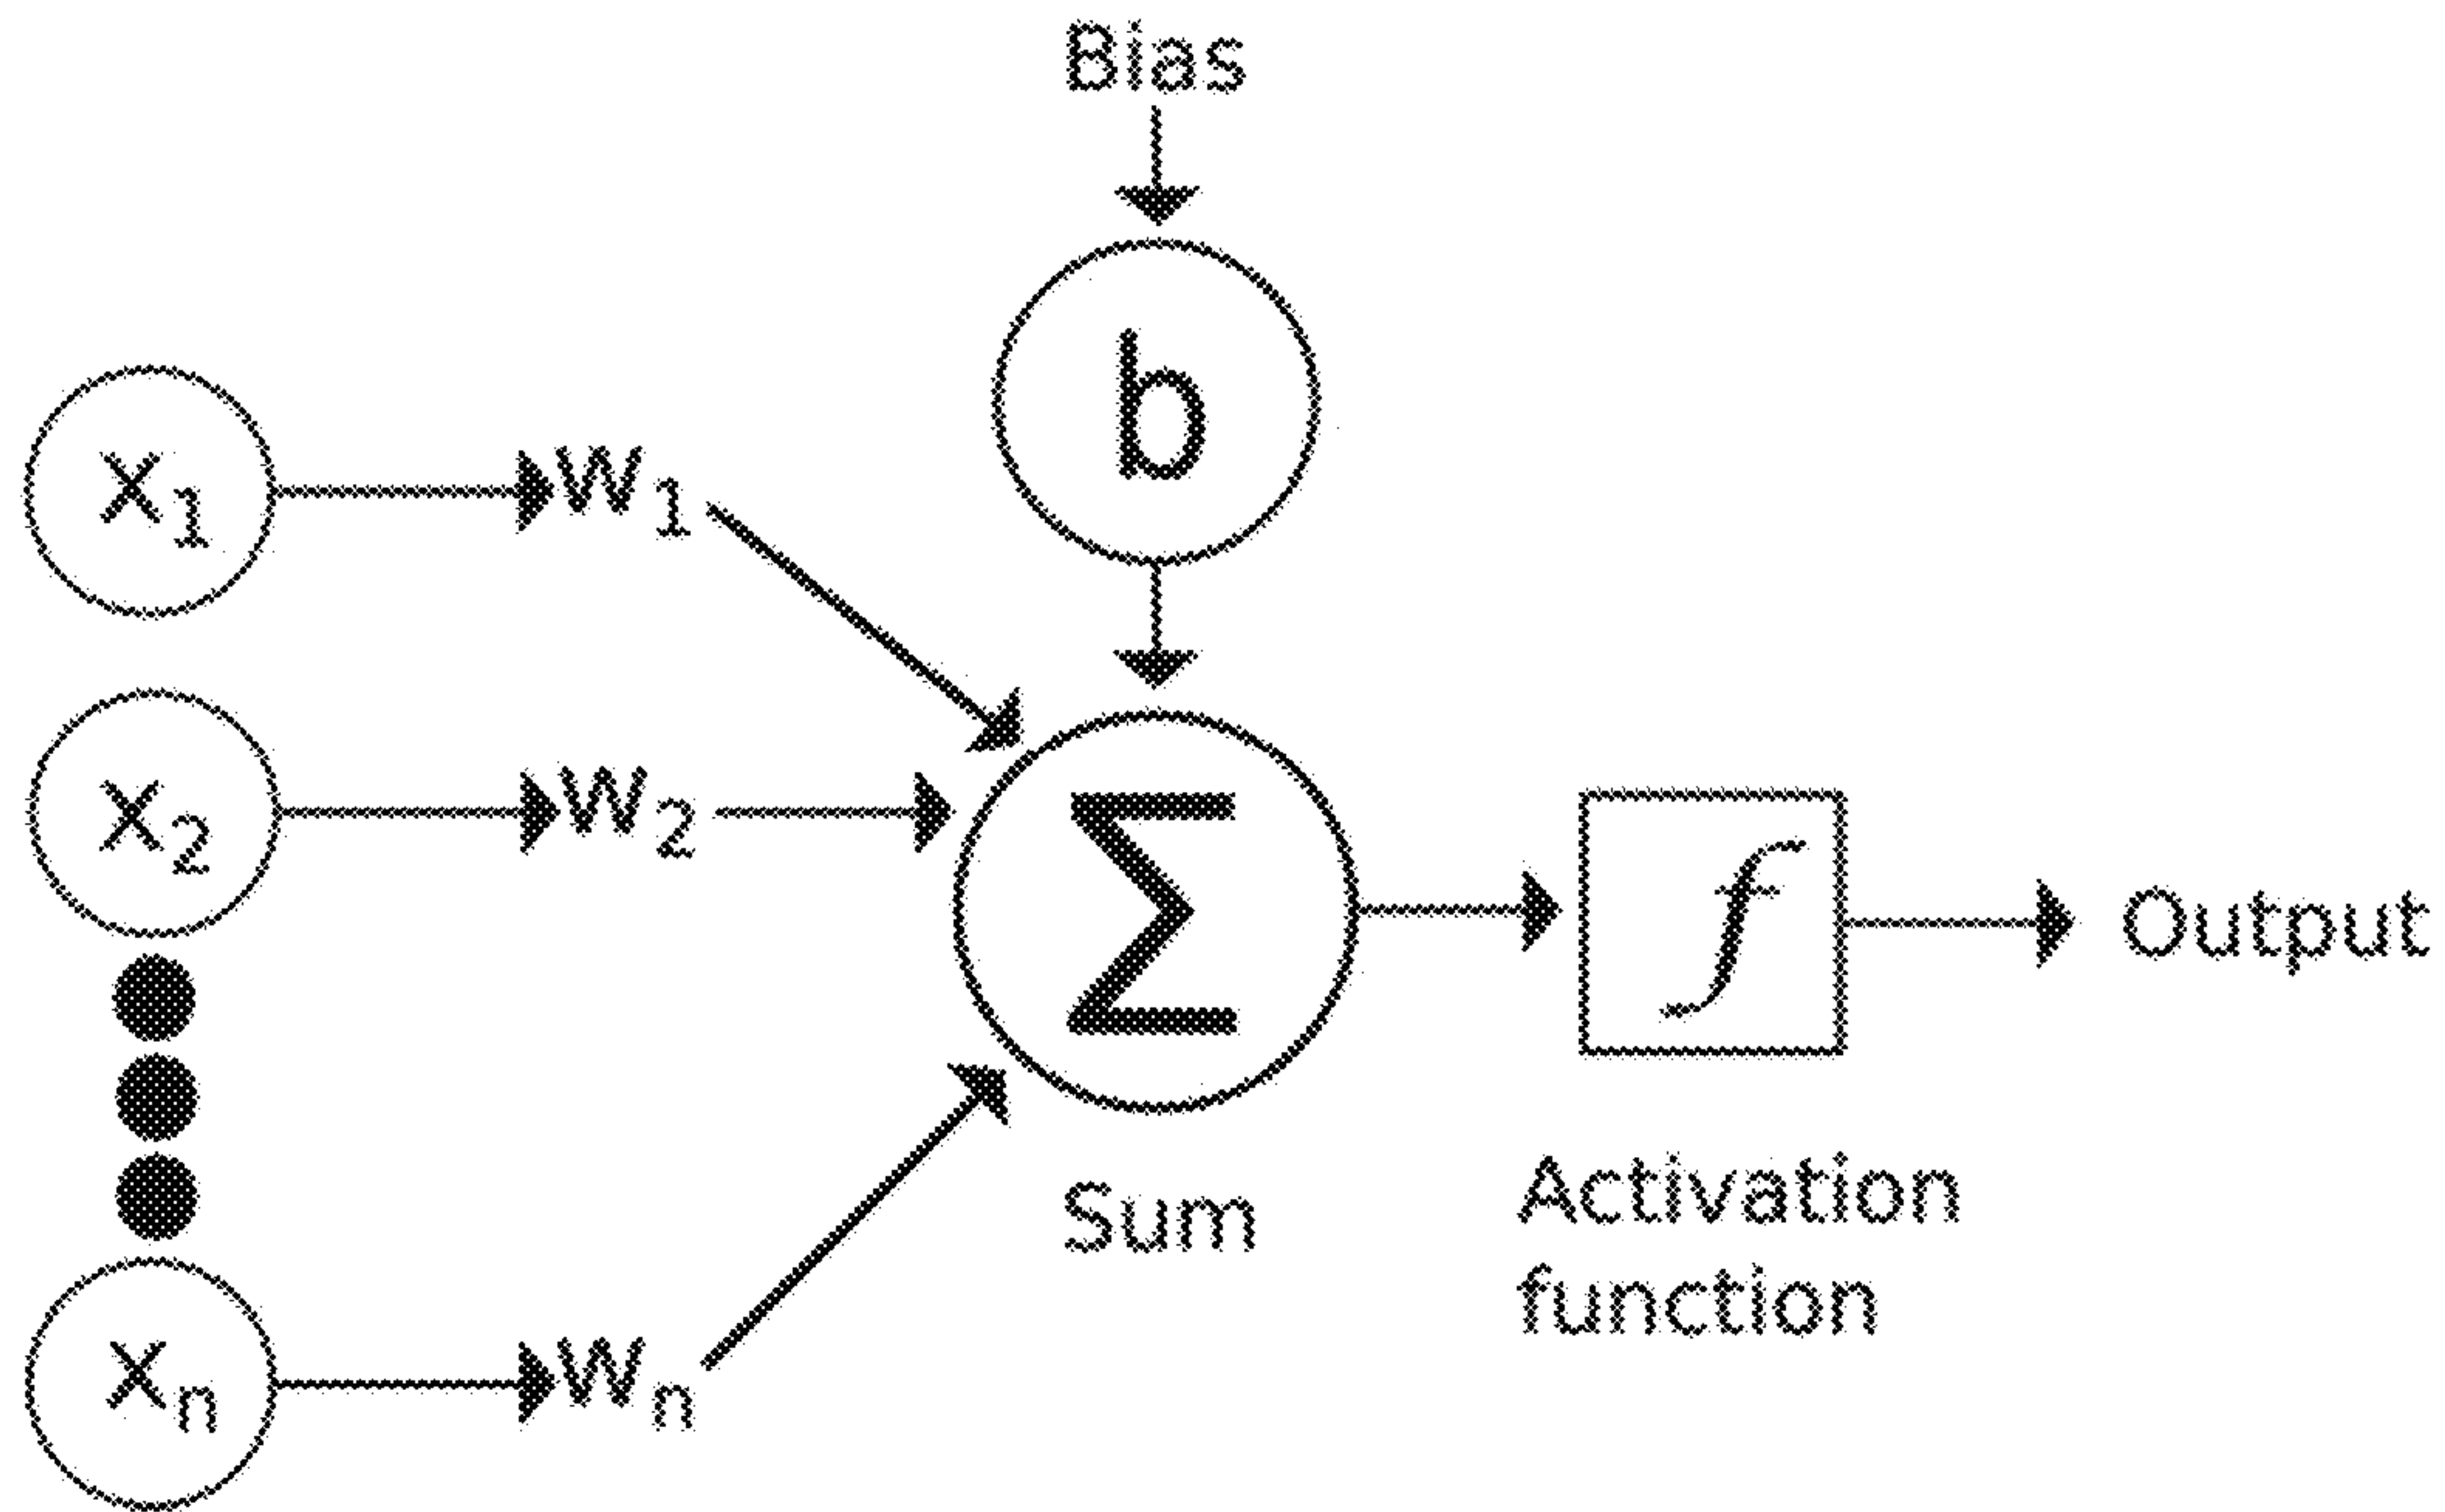 Bias
b
x₁
w₁
x₂
w₂
Σ
f
Output
Sum
Activation
function
xₙ
wₙ